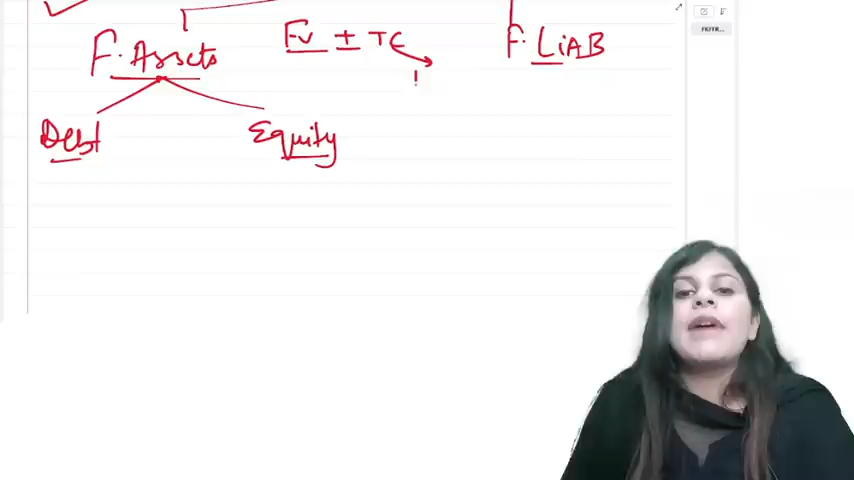 F. Assets FV ± TC F. LiAB
!
Debt Equity